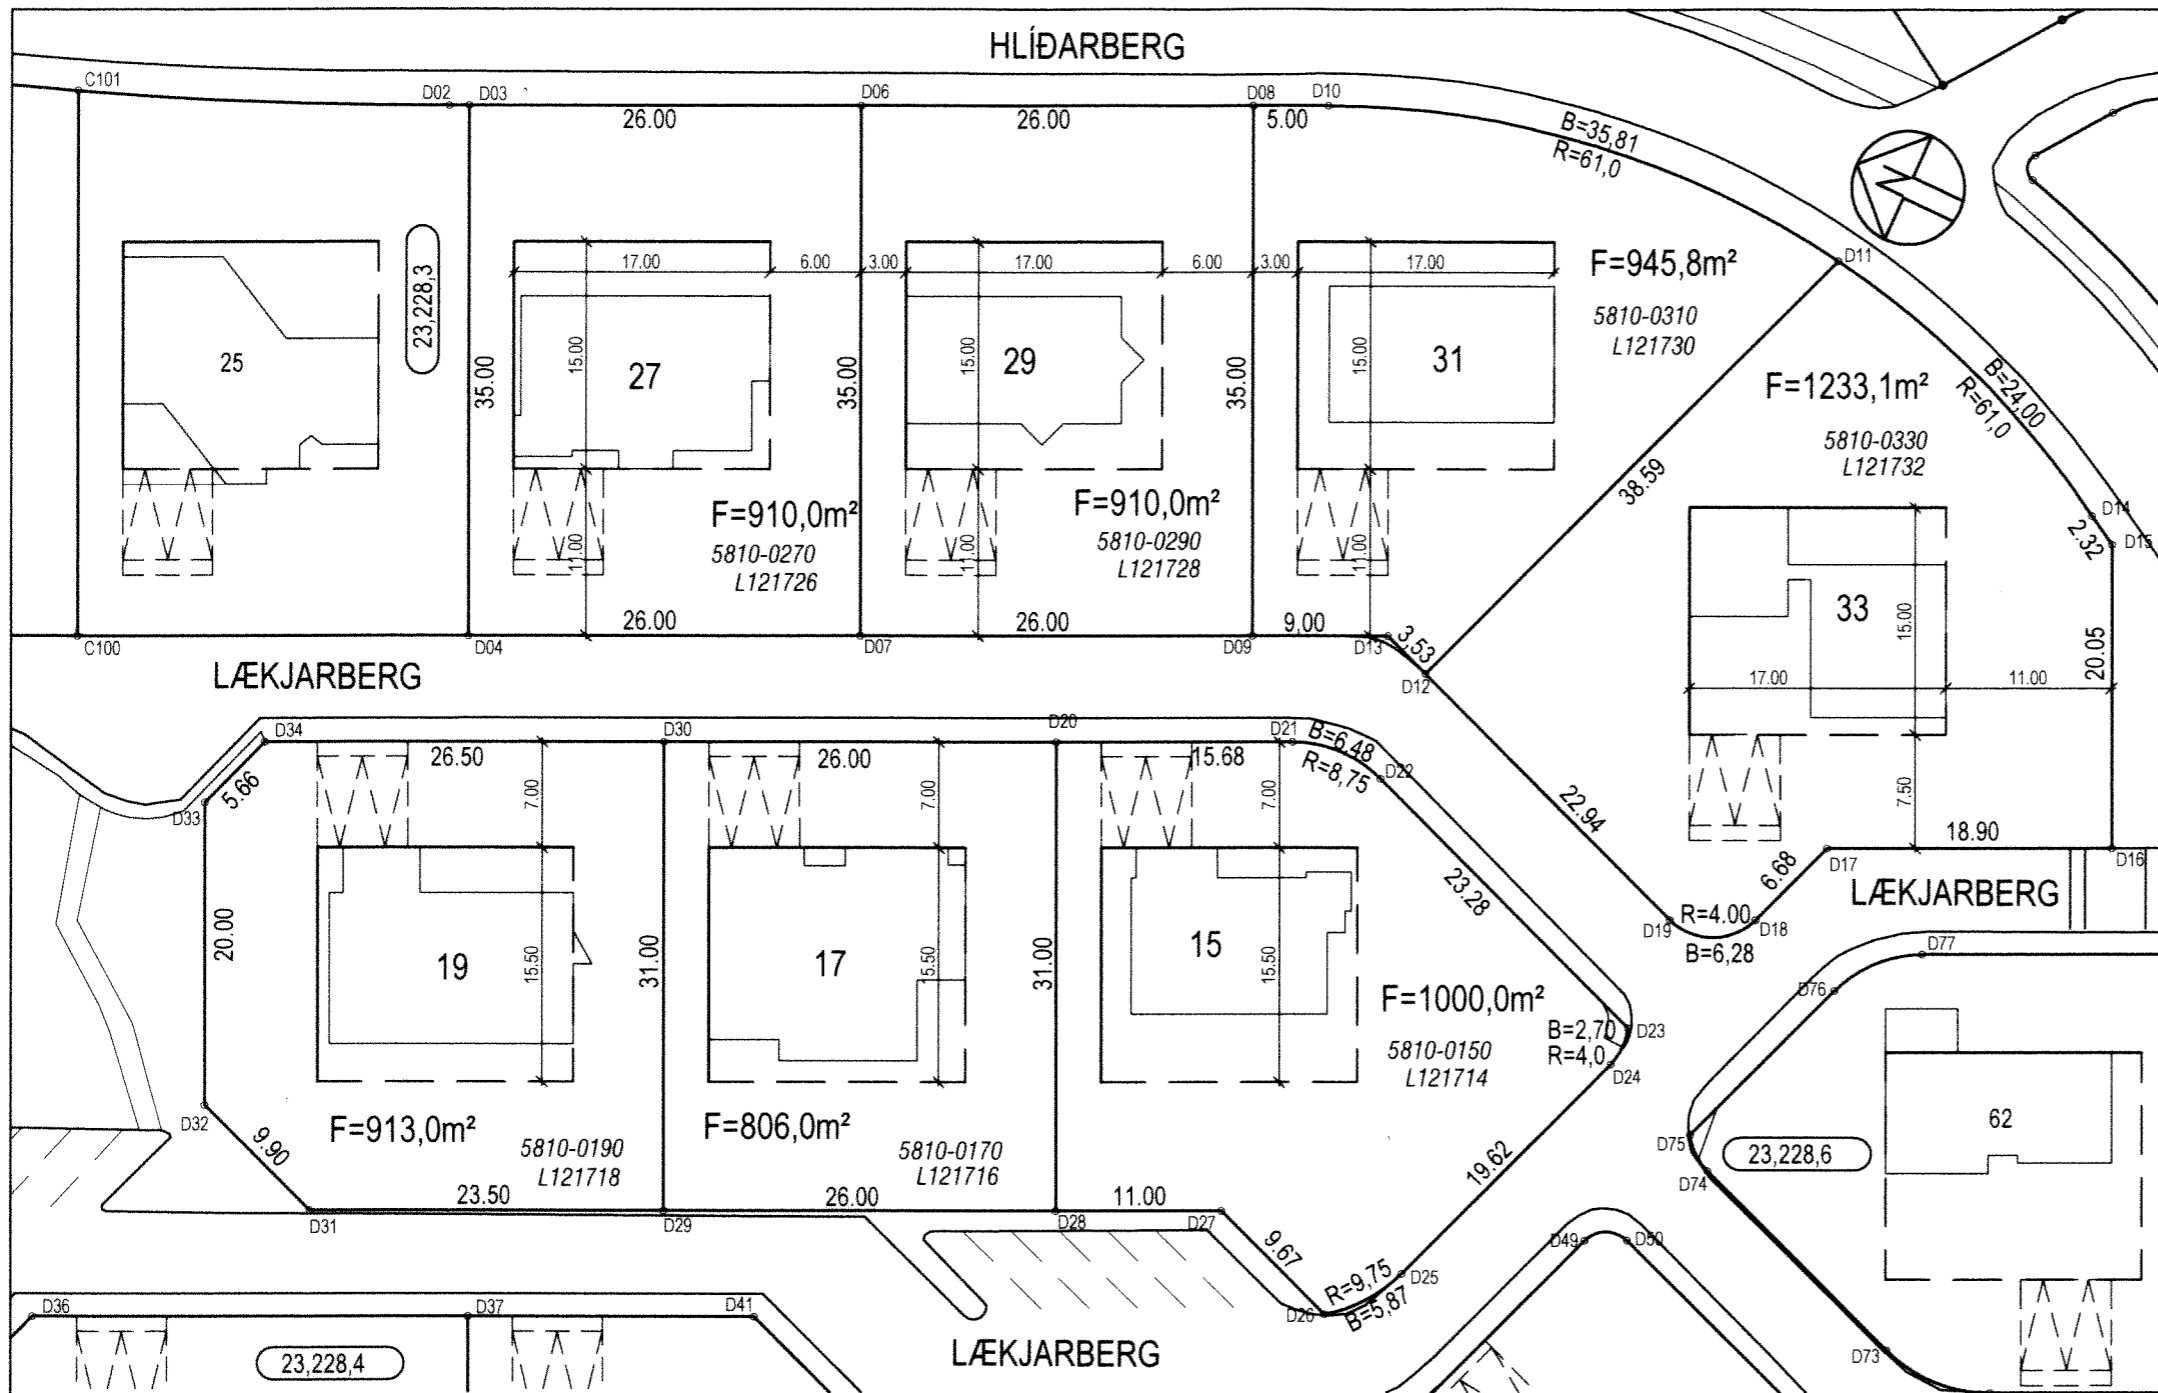 HLÍÐARBERG
C101
D02
D03
D06
D08
D10
26.00
26.00
5.00
B=35,81
R=61,0
D11
23,228,3
17.00
6.00
3.00
17.00
6.00
3.00
17.00
F=945,8m²
5810-0310
L121730
25
35.00
15.00
27
35.00
15.00
29
35.00
15.00
31
38.59
F=1233,1m²
5810-0330
L121732
B=24,00
R=61,0
D14
2.32
D15
F=910,0m²
5810-0270
L121726
11.00
F=910,0m²
5810-0290
L121728
11.00
11.00
33
15.00
17.00
11.00
20.05
7.50
C100
D04
26.00
D07
26.00
D09
9,00
D13
3,53
D12
LÆKJARBERG
D34
D30
D20
D21
B=6,48
R=8,75
D22
26.50
26.00
15.68
5.66
D33
7.00
7.00
7.00
22.94
18.90
D17
D16
6.68
LÆKJARBERG
20.00
19
15.50
31.00
17
15.50
31.00
15
15.50
23.28
D19
R=4.00
D18
B=6,28
D77
D76
F=1000,0m²
5810-0150
L121714
B=2,70
R=4,0
D23
D24
D32
9.90
F=913,0m²
5810-0190
L121718
F=806,0m²
5810-0170
L121716
19.62
D75
D74
23,228,6
62
23.50
26.00
11.00
D31
D29
D28
D27
9.67
D49
D50
R=9,75
B=5,87
D25
D26
D36
D37
D41
23,228,4
LÆKJARBERG
D73